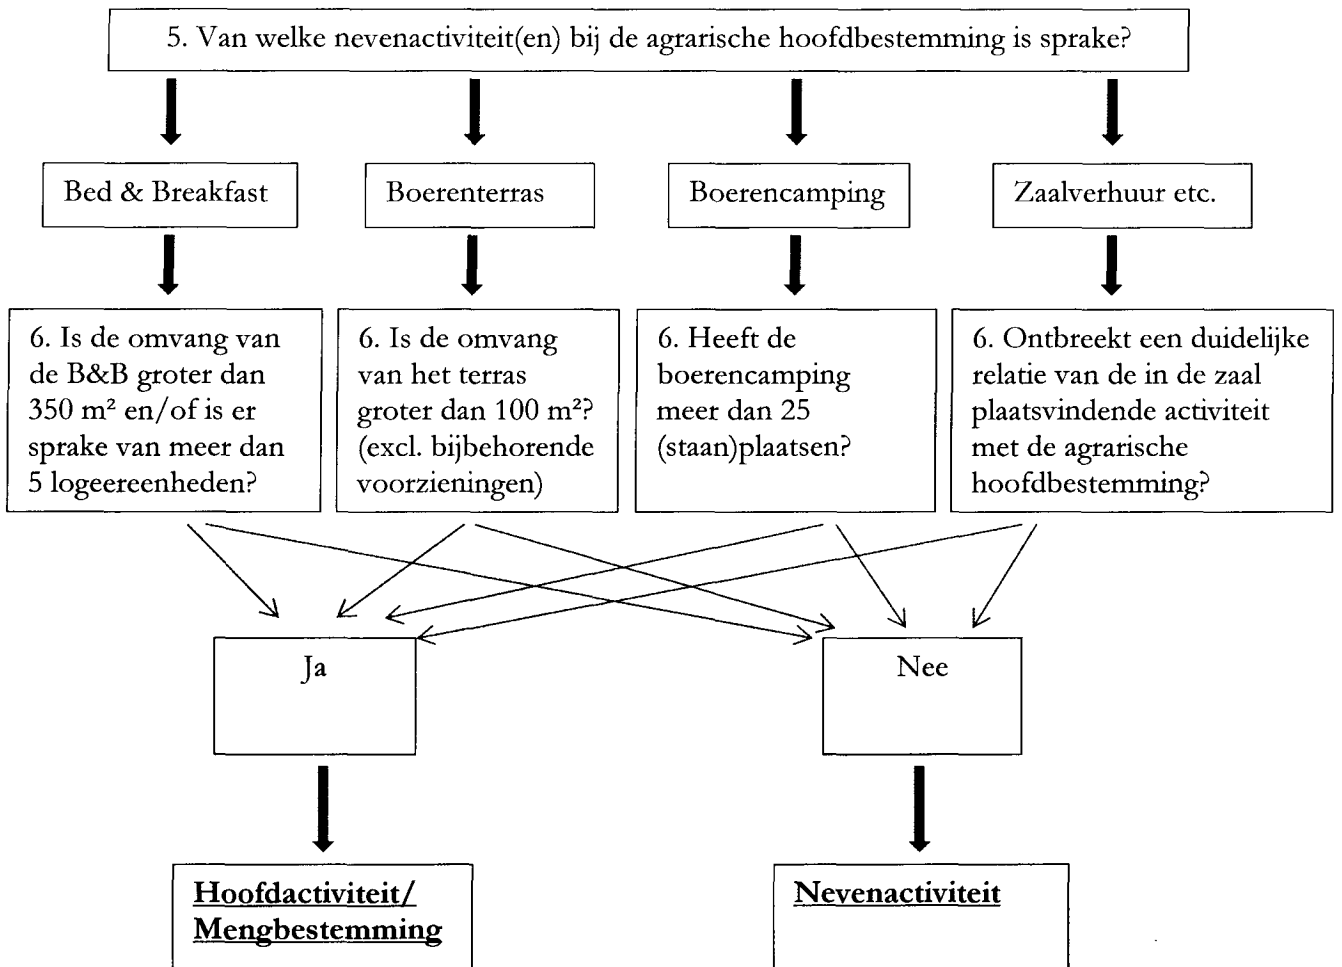 5. Van welke nevenactiviteit(en) bij de agrarische hoofdbestemming is sprake?
Bed & Breakfast
Boerenterras
Boerencamping
Zaalverhuur etc.
6. Is de omvang van
de B&B groter dan
350 m² en/of is er
sprake van meer dan
5 logeereenheden?
6. Is de omvang
van het terras
groter dan 100 m²?
(excl. bijbehorende
voorzieningen)
6. Heeft de
boerencamping
meer dan 25
(staan)plaatsen?
6. Ontbreekt een duidelijke
relatie van de in de zaal
plaatsvindende activiteit
met de agrarische
hoofdbestemming?
Ja
Nee
Hoofdactiviteit/
Mengbestemming
Nevenactiviteit